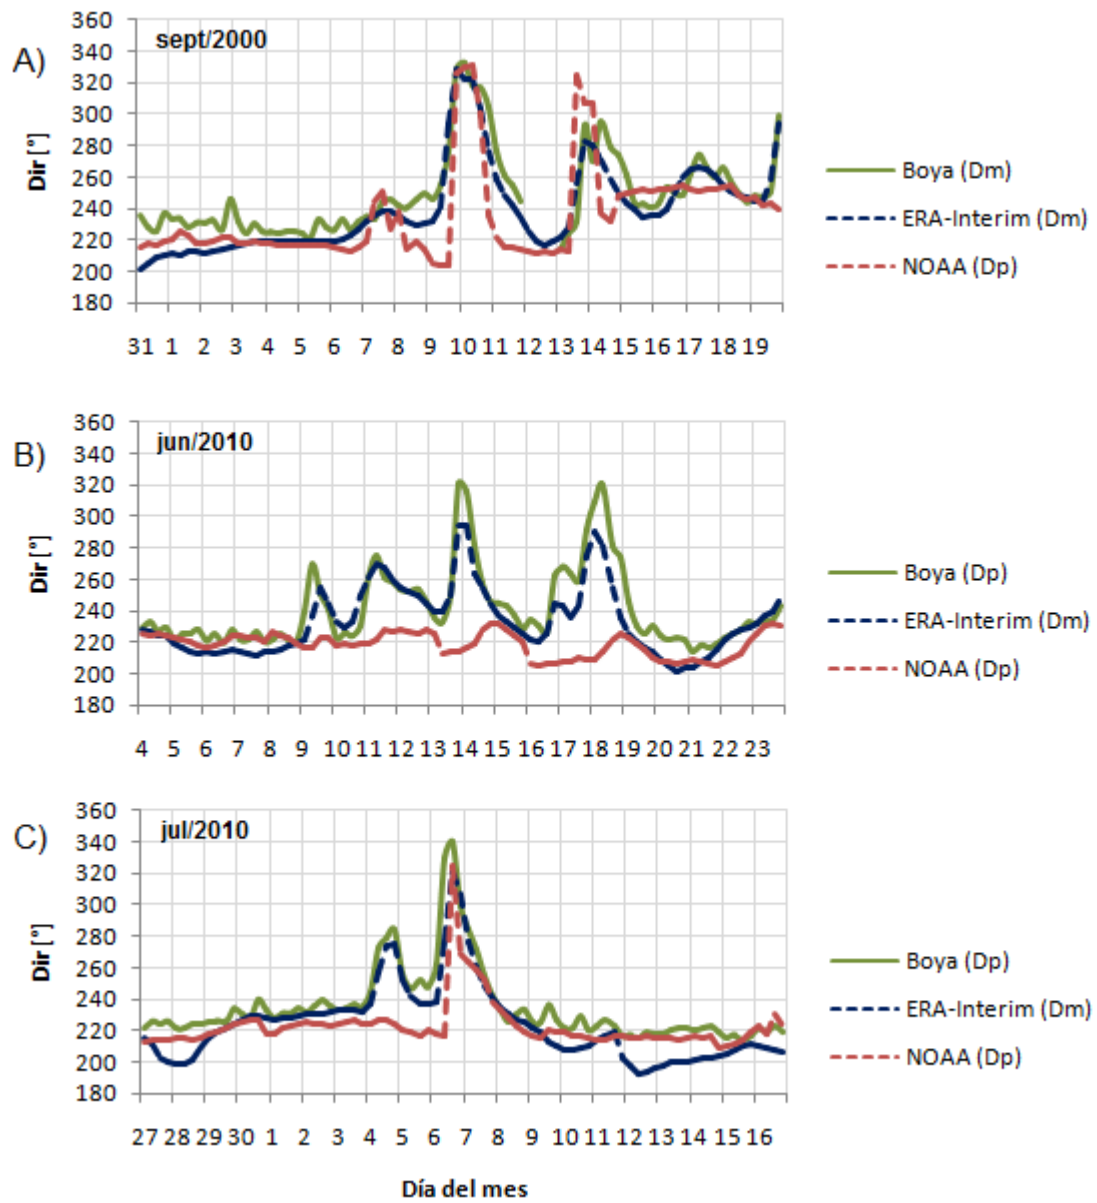 A)
sept/2000
Dir [°]
360
340
320
300
280
260
240
220
200
180
31 1 2 3 4 5 6 7 8 9 10 11 12 13 14 15 16 17 18 19
Boya (Dm)
ERA-Interim (Dm)
NOAA (Dp)
B)
jun/2010
Dir [°]
360
340
320
300
280
260
240
220
200
180
4 5 6 7 8 9 10 11 12 13 14 15 16 17 18 19 20 21 22 23
Boya (Dp)
ERA-Interim (Dm)
NOAA (Dp)
C)
jul/2010
Dir [°]
360
340
320
300
280
260
240
220
200
180
27 28 29 30 1 2 3 4 5 6 7 8 9 10 11 12 13 14 15 16
Boya (Dp)
ERA-Interim (Dm)
NOAA (Dp)
Día del mes